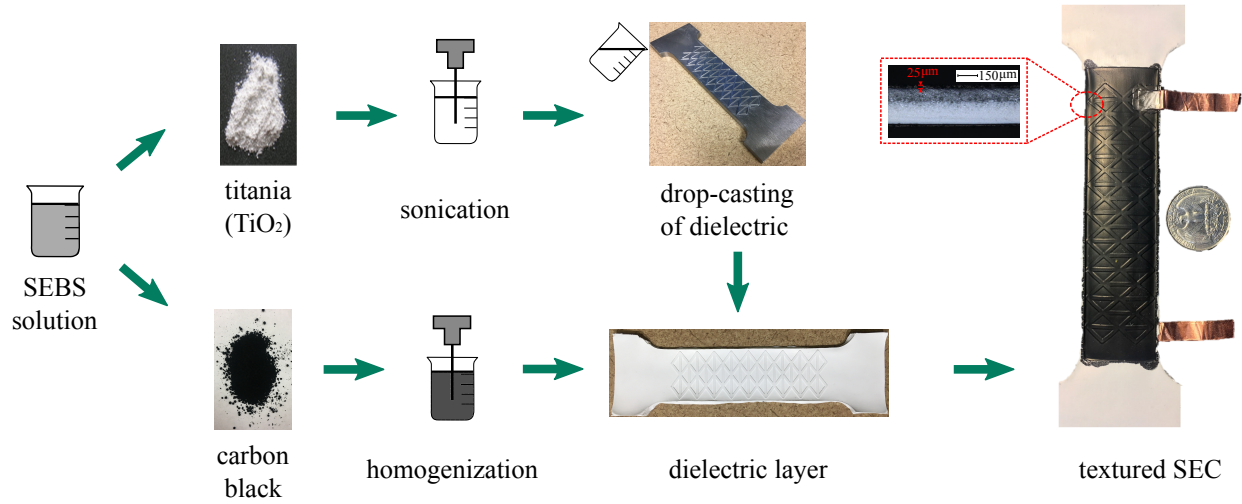 SEBS
solution
titania
(TiO₂)
sonication
drop-casting
of dielectric
25μm
150μm
carbon
black
homogenization
dielectric layer
textured SEC